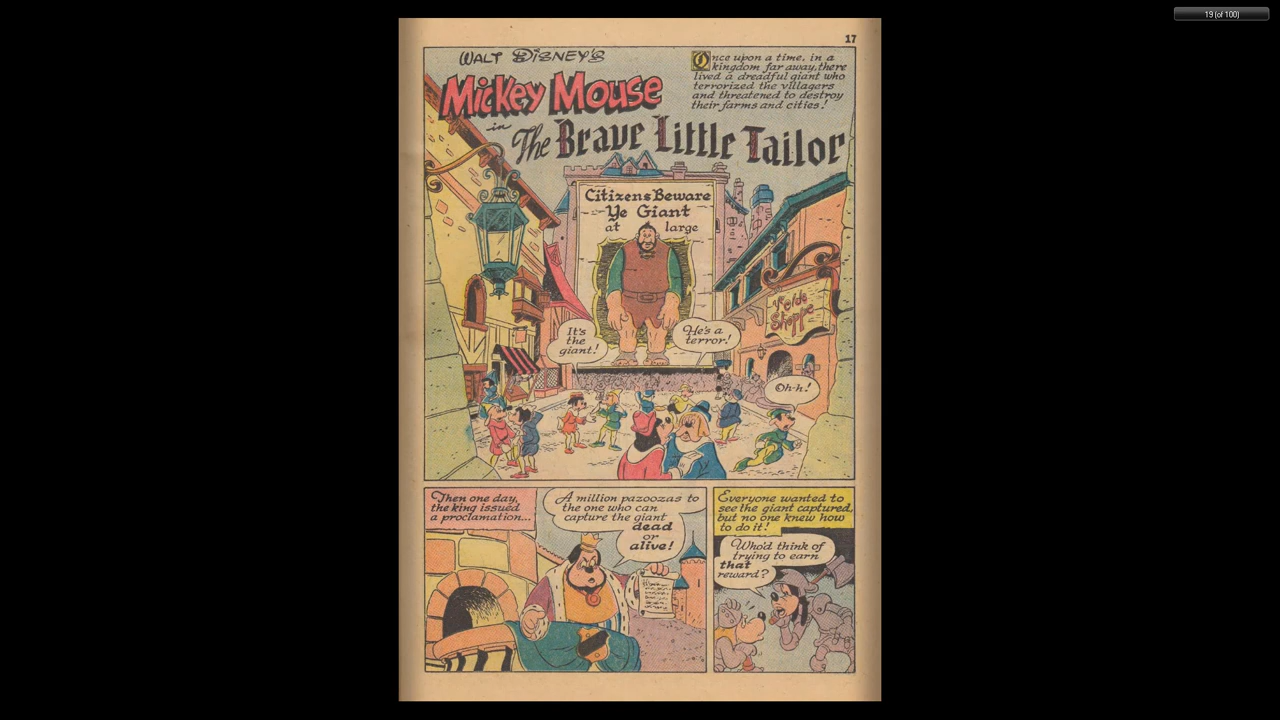 19 (of 100)
17
WALT DISNEY'S
Mickey Mouse
in The Brave Little Tailor
Once upon a time, in a
kingdom far away, there
lived a dreadful giant who
terrorized the villagers
and threatened to destroy
their farms and cities!
Citizens Beware
Ye Giant
at large
It's
the
giant!
He's a
terror!
Ye Olde
Shoppe
Oh-h!
Then one day,
the king issued
a proclamation...
A million pazoozas to
the one who can
capture the giant
dead
or
alive!
Everyone wanted to
see the giant captured,
but no one knew how
to do it!
Who'd think of
trying to earn
that
reward?